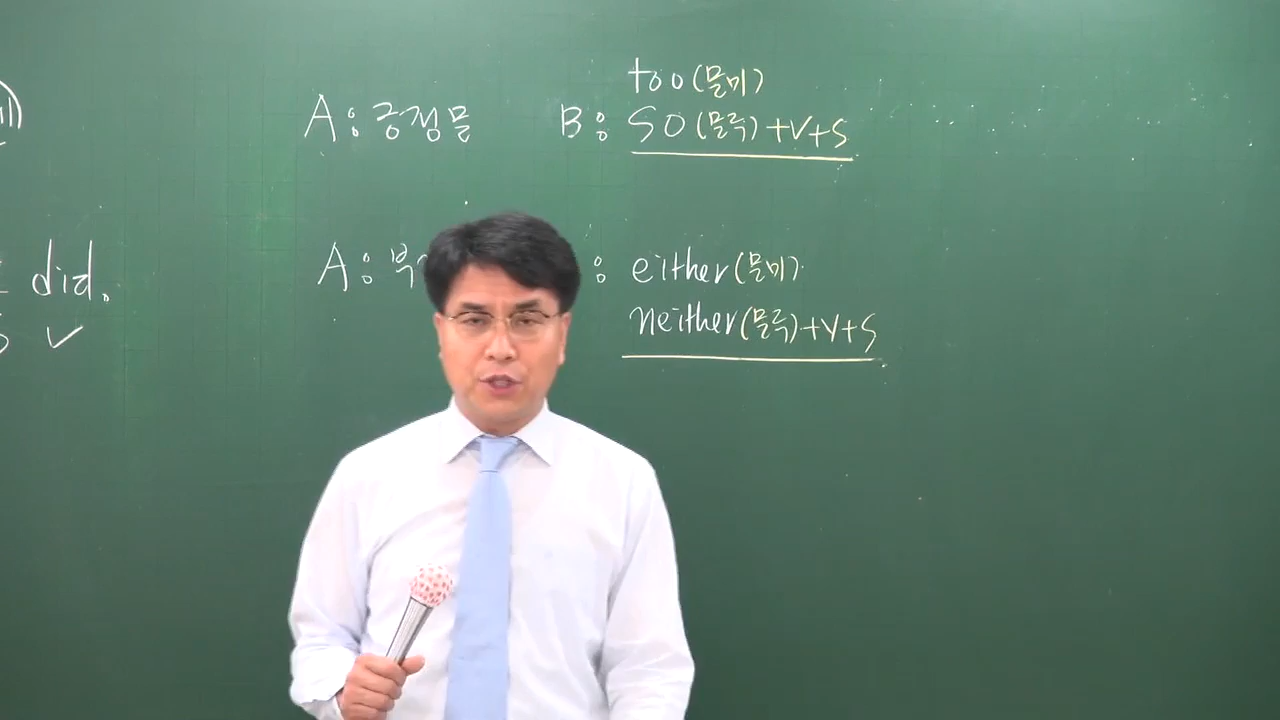 too(문미)
A: 긍정문 B: so(문두)+V+S
A: 부 : either(문미)
did.
neither(문두)+V+S